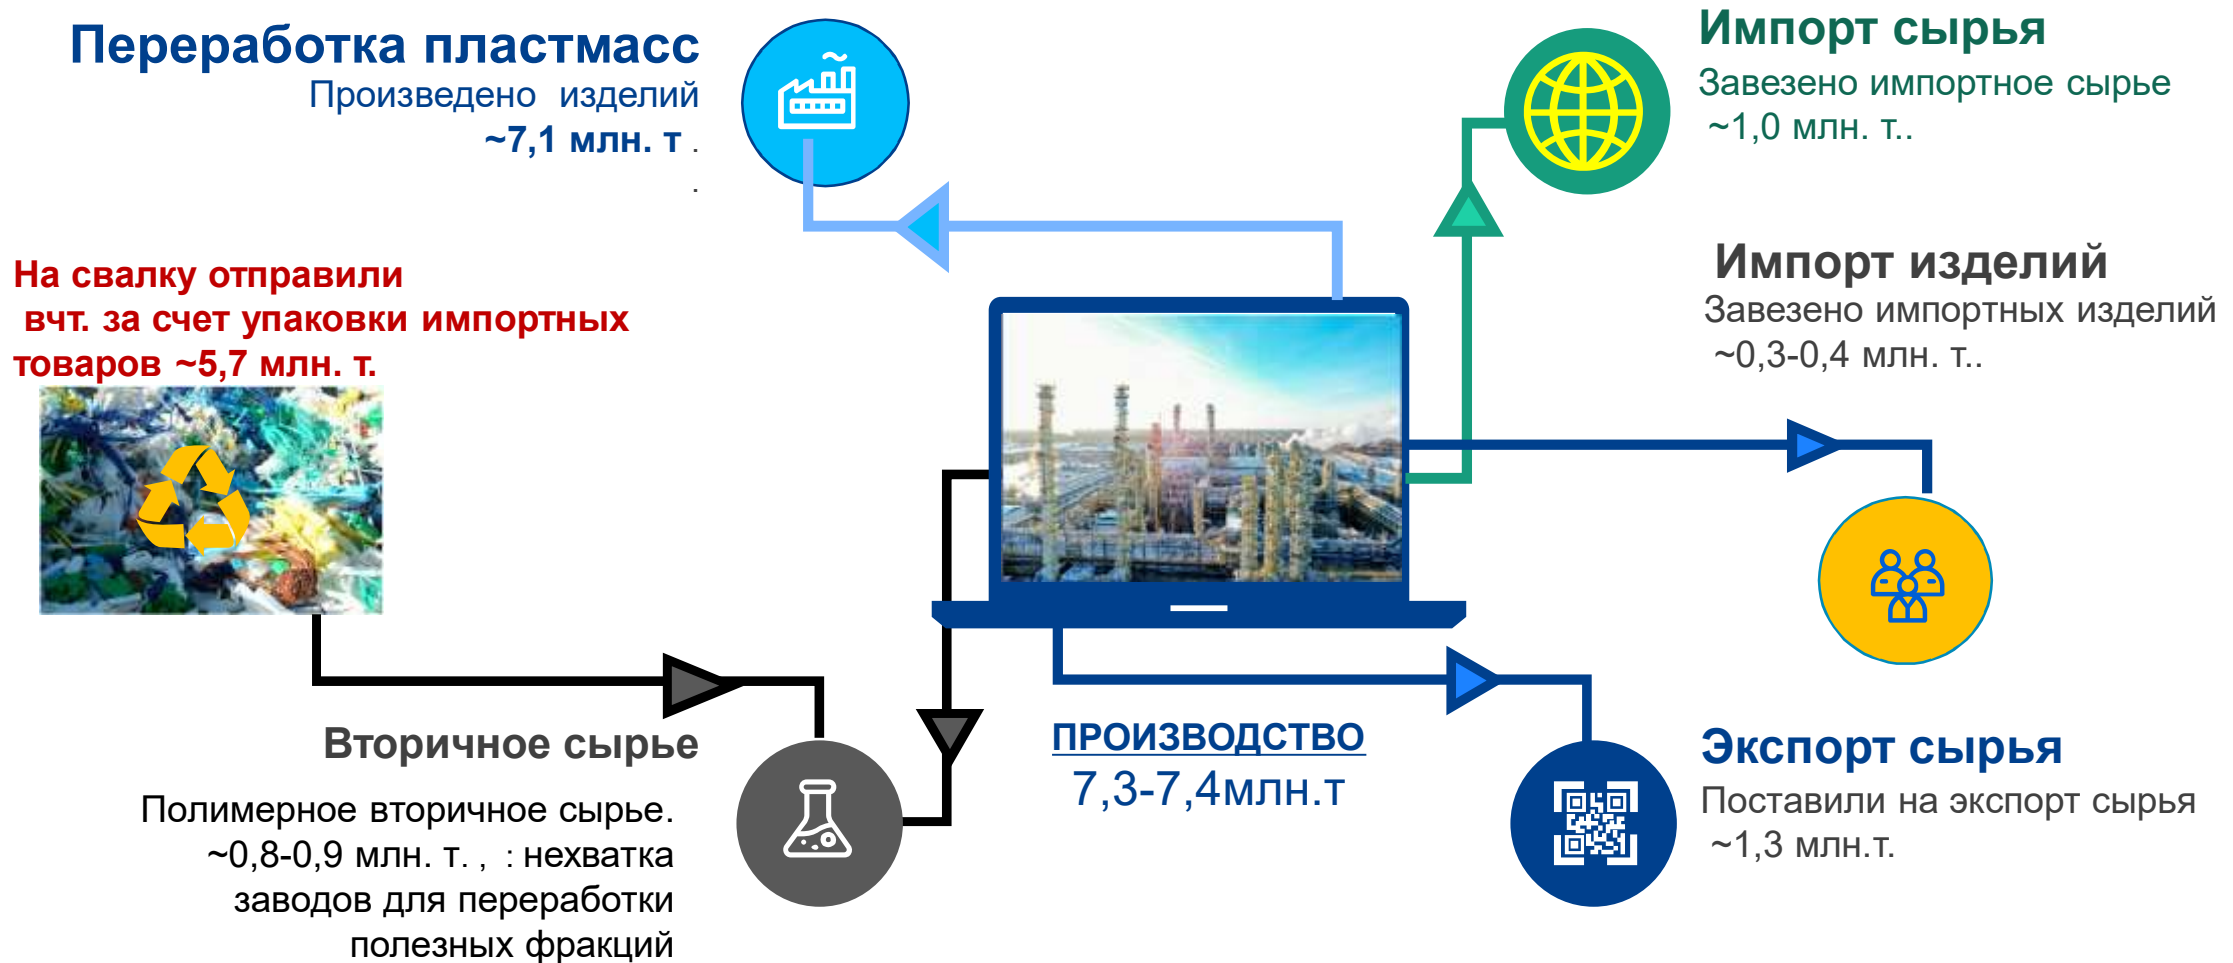 Переработка пластмасс
Произведено изделий
~7,1 млн. т .
.
На свалку отправили
вчт. за счет упаковки импортных
товаров ~5,7 млн. т.
Вторичное сырье
Полимерное вторичное сырье.
~0,8-0,9 млн. т. , : нехватка
заводов для переработки
полезных фракций
ПРОИЗВОДСТВО
7,3-7,4млн.т
Импорт сырья
Завезено импортное сырье
~1,0 млн. т..
Импорт изделий
Завезено импортных изделий
~0,3-0,4 млн. т..
Экспорт сырья
Поставили на экспорт сырья
~1,3 млн.т.